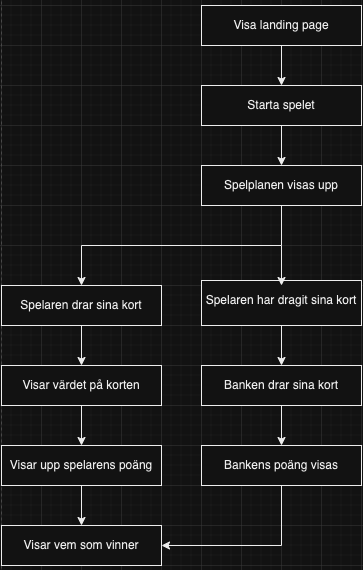 Visa landing page
Starta spelet
Spelplanen visas upp
Spelaren drar sina kort
Spelaren har dragit sina kort
Visar värdet på korten
Banken drar sina kort
Visar upp spelarens poäng
Bankens poäng visas
Visar vem som vinner